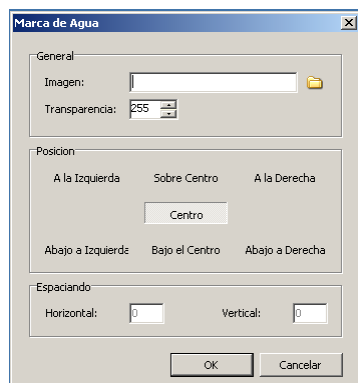 Marca de Agua
General
Imagen:
Transparencia: 255
Posicion
A la Izquierda Sobre Centro A la Derecha
Centro
Abajo a Izquierda Bajo el Centro Abajo a Derecha
Espaciando
Horizontal: 0 Vertical: 0
OK Cancelar